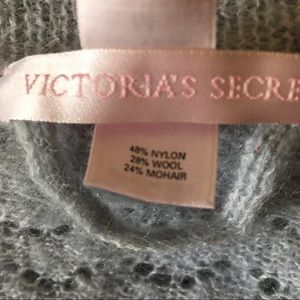 VICTORIA'S SECRE
48% NYLON
28% WOOL
24% MOHAIR